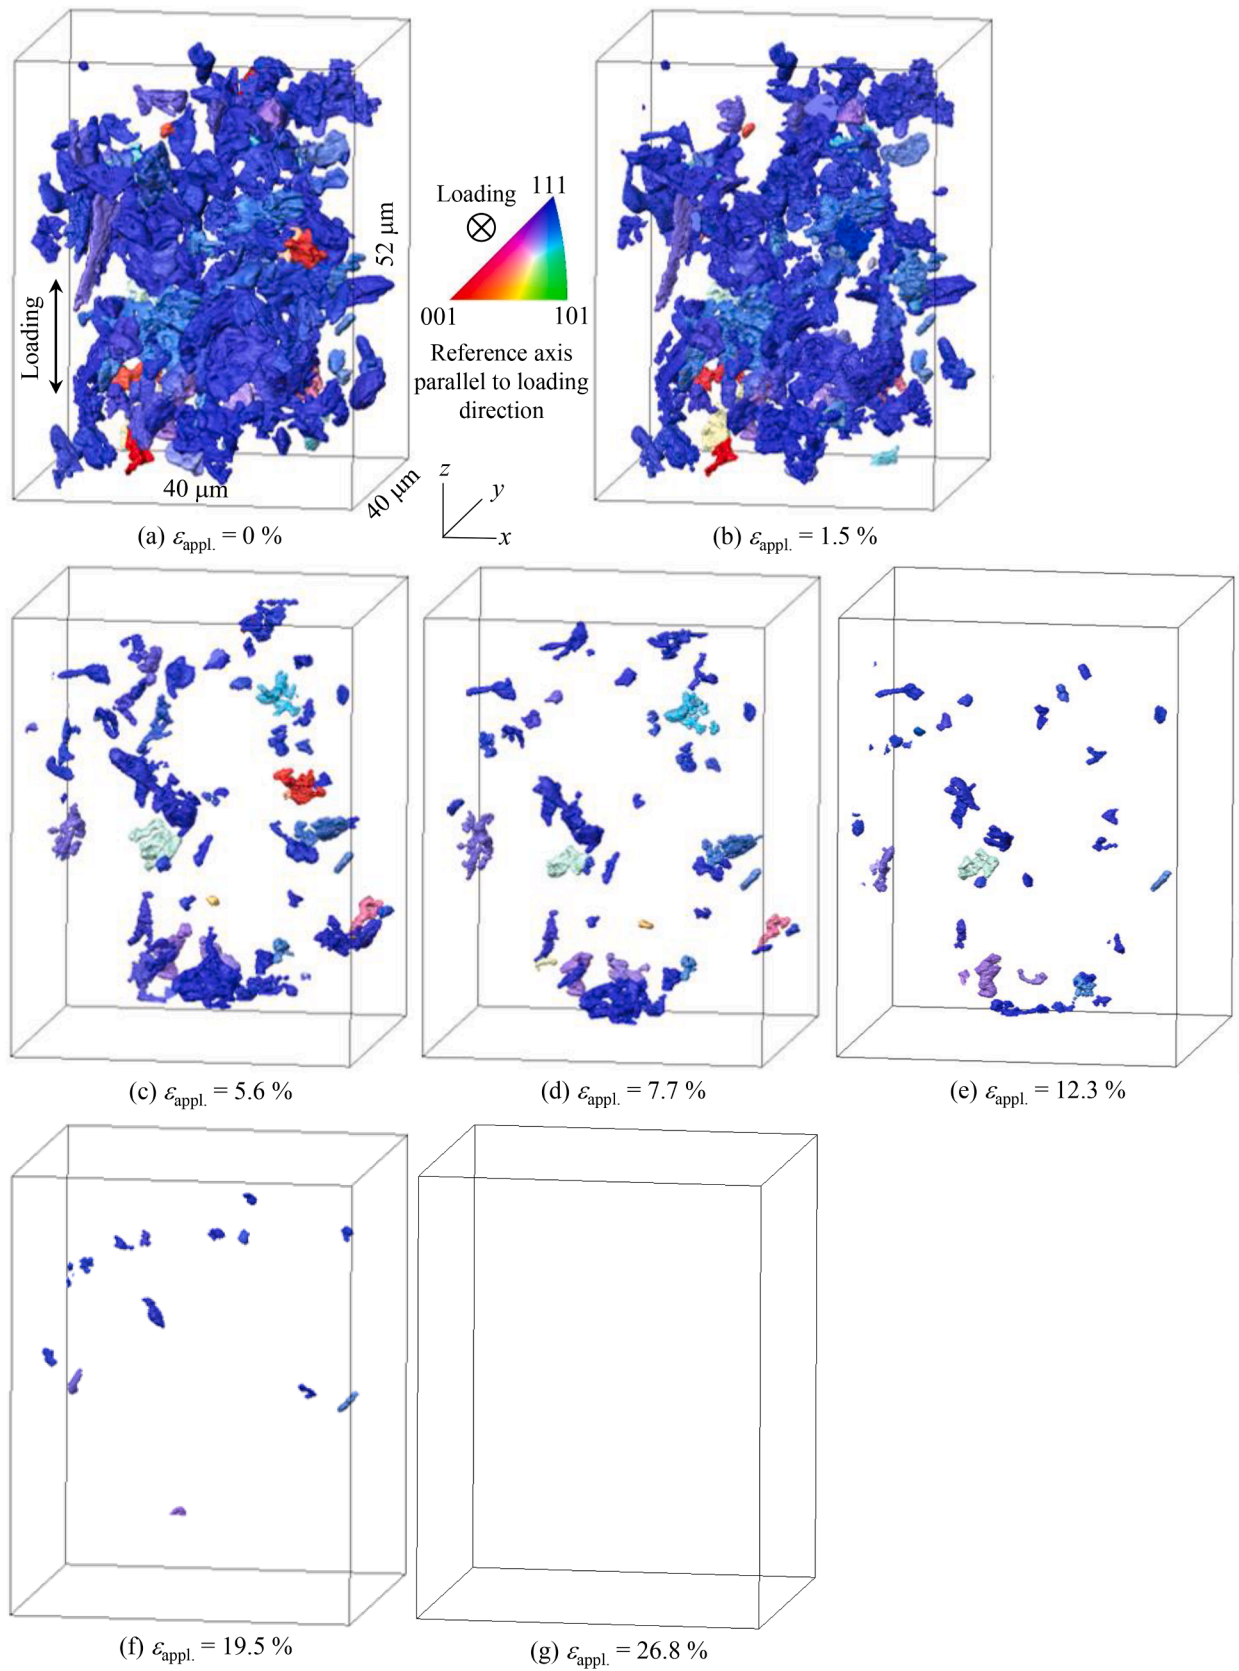 Loading
52 μm
40 μm
40 μm
Loading
111
001
101
Reference axis
parallel to loading
direction
z
y
x
(a) εappl. = 0 %
(b) εappl. = 1.5 %
(c) εappl. = 5.6 %
(d) εappl. = 7.7 %
(e) εappl. = 12.3 %
(f) εappl. = 19.5 %
(g) εappl. = 26.8 %